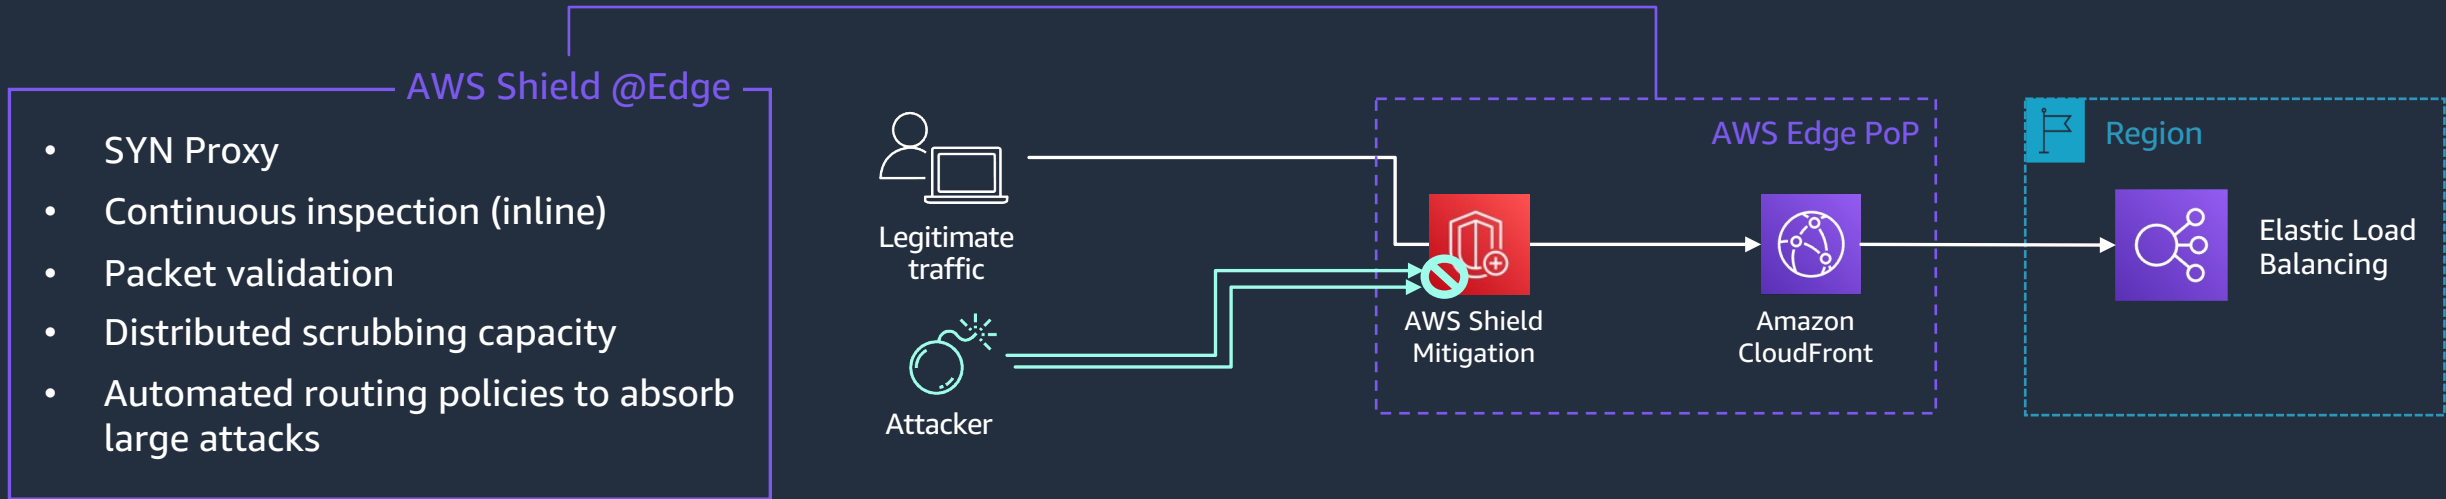 AWS Shield @Edge
• SYN Proxy
• Continuous inspection (inline)
• Packet validation
• Distributed scrubbing capacity
• Automated routing policies to absorb
large attacks
Legitimate
traffic
Attacker
AWS Edge PoP
AWS Shield
Mitigation
Amazon
CloudFront
Region
Elastic Load
Balancing